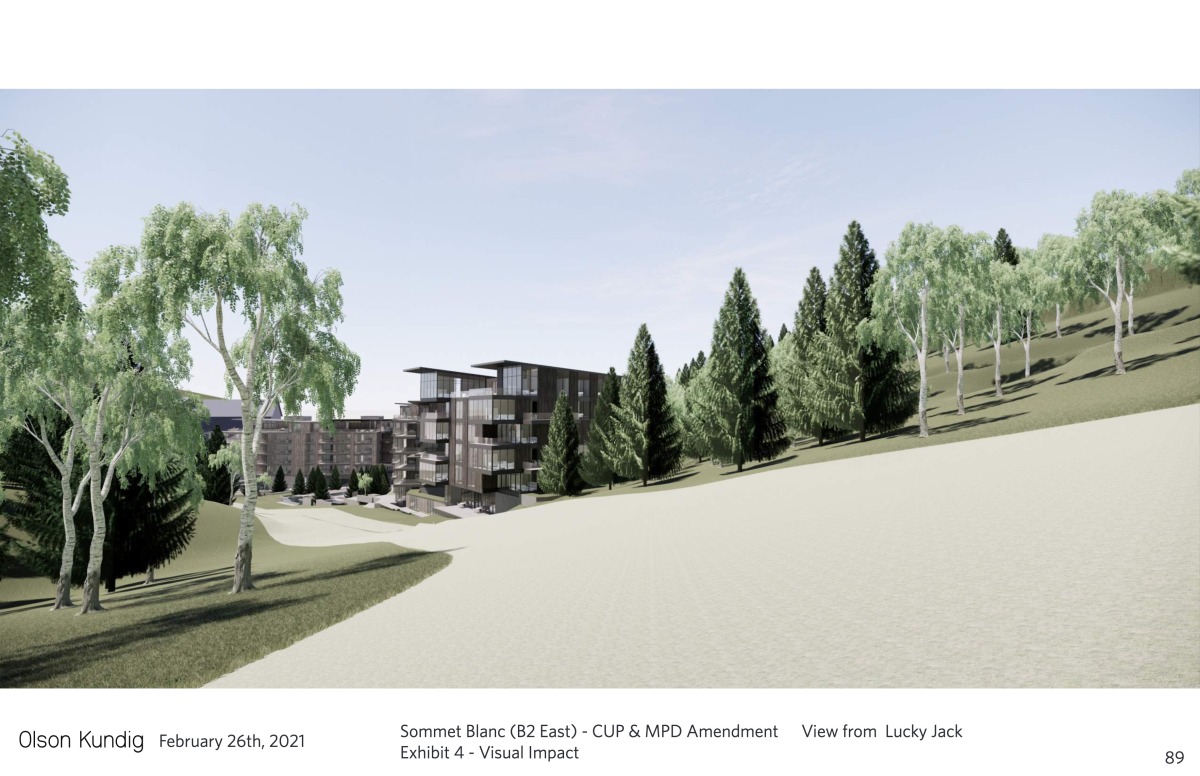 Olson Kundig February 26th, 2021
Sommet Blanc (B2 East) - CUP & MPD Amendment View from Lucky Jack
Exhibit 4 - Visual Impact
89